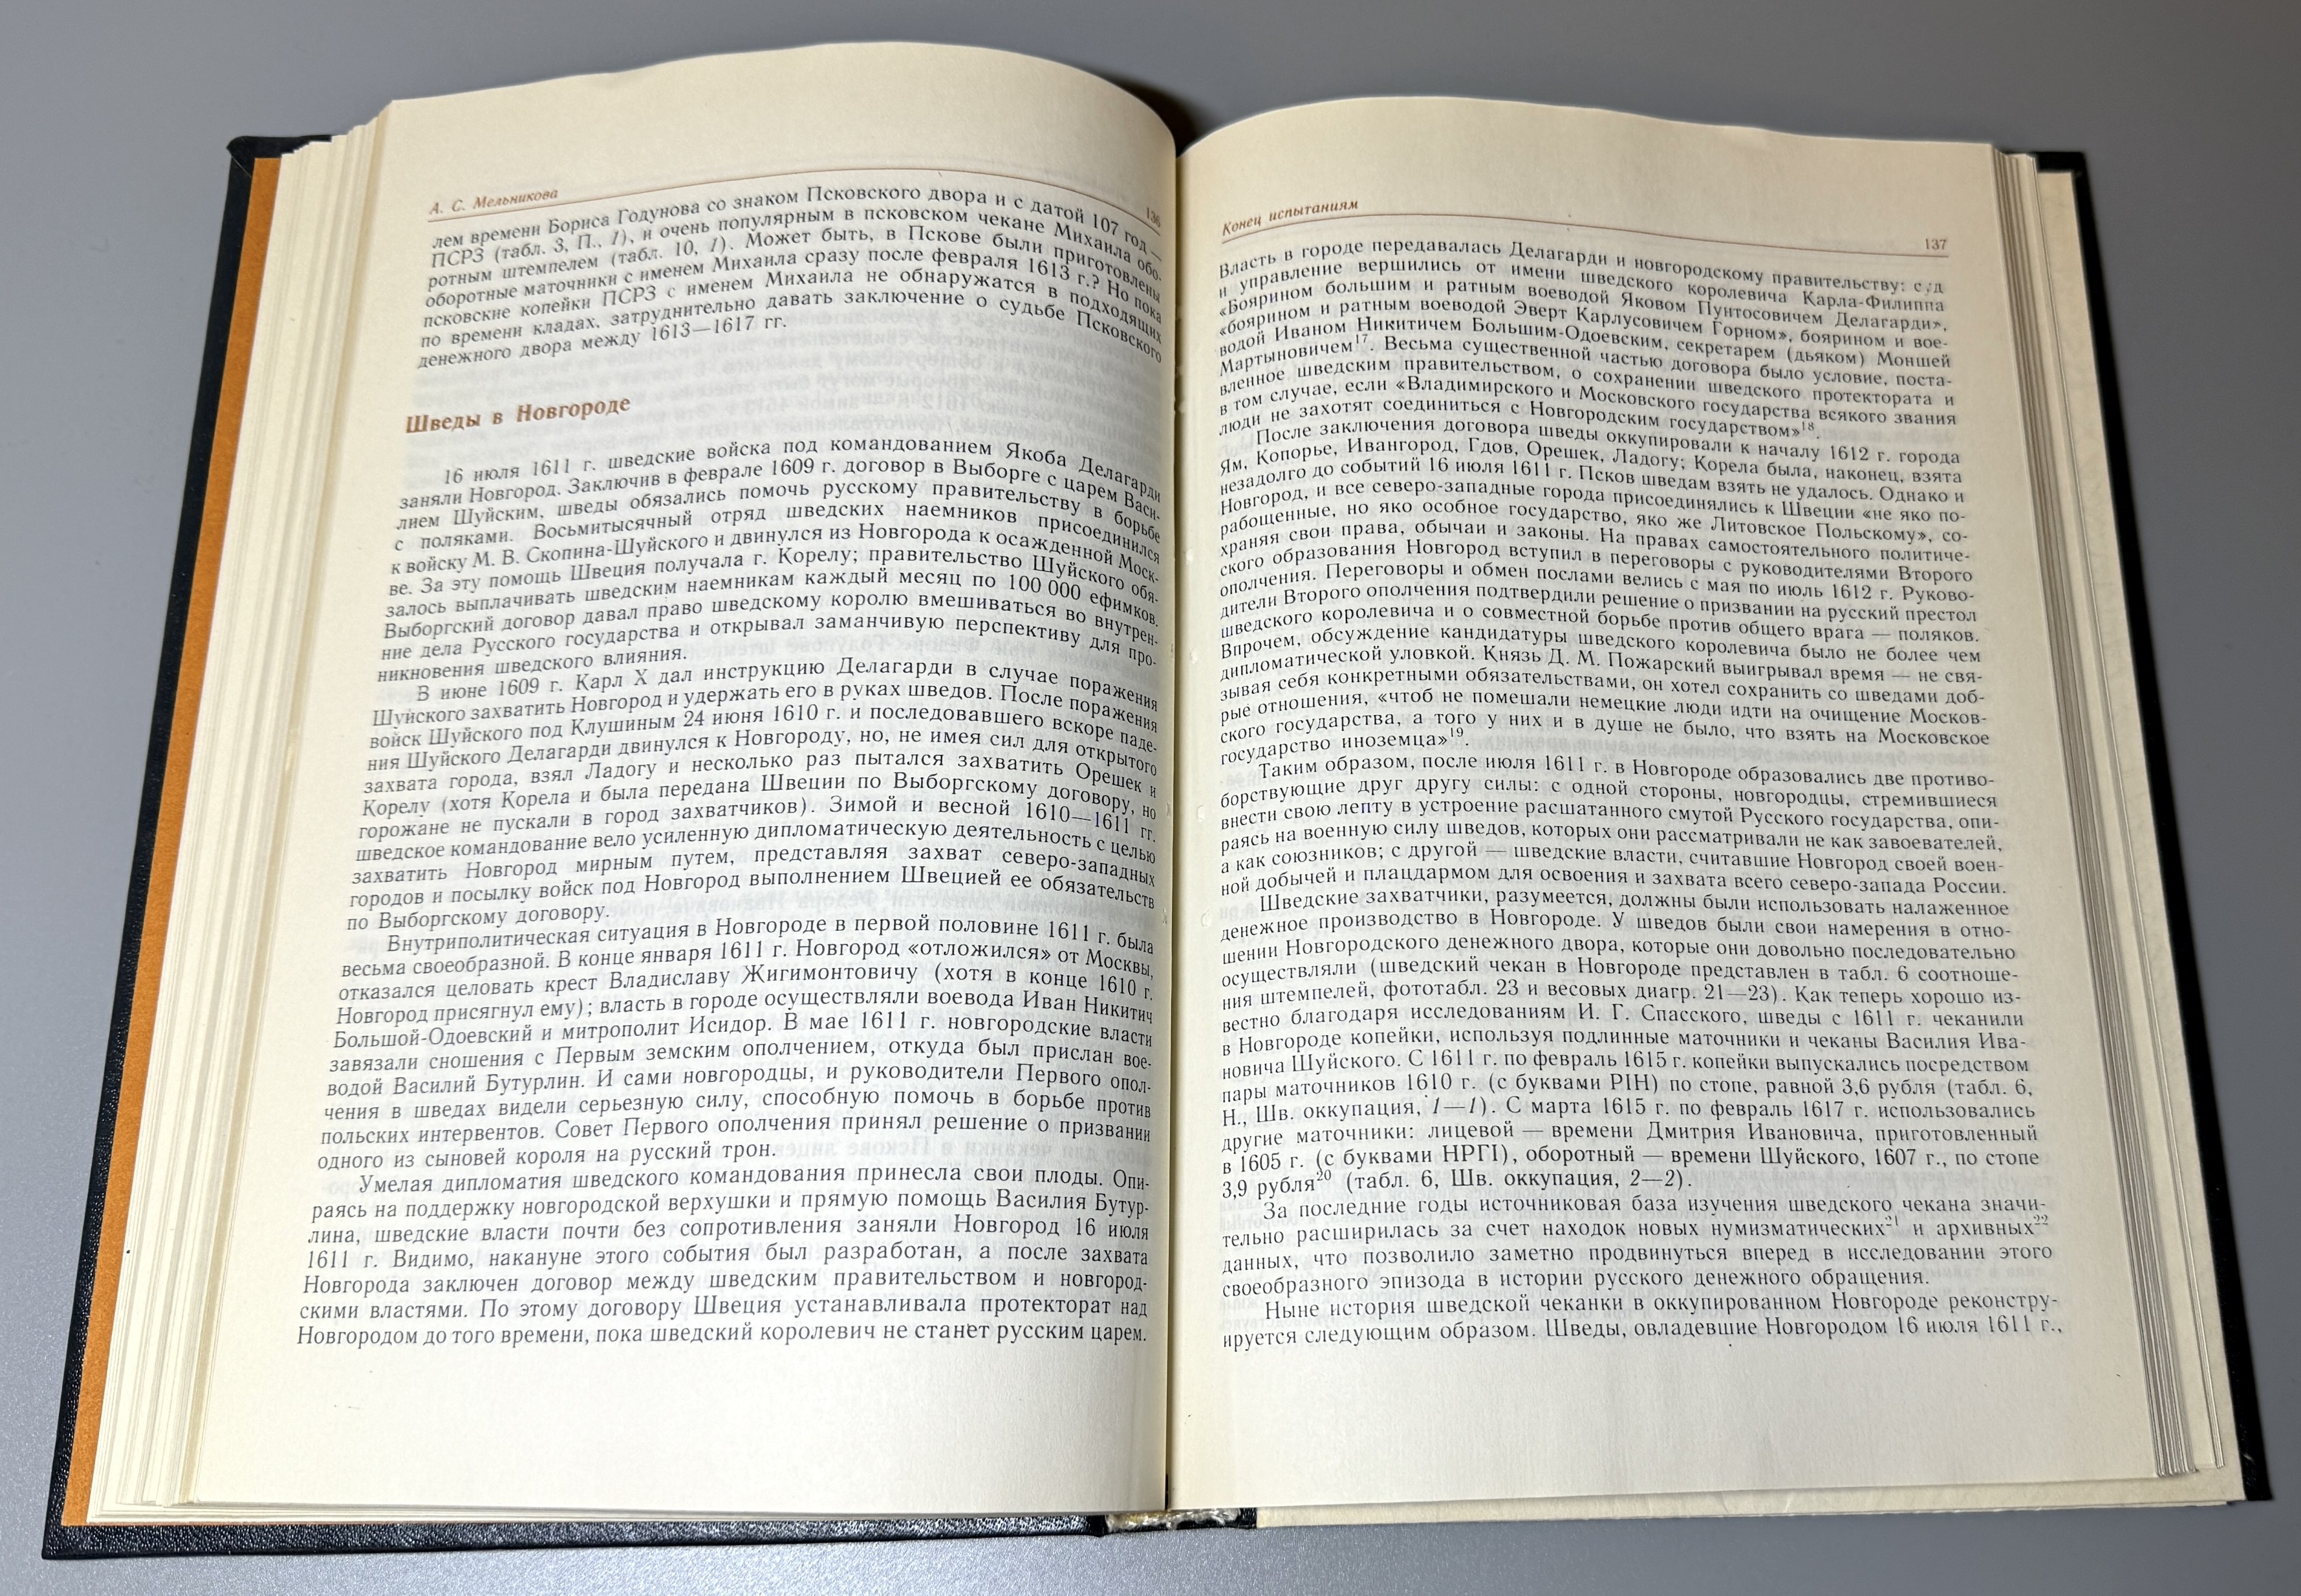 А. С. Мельникова
136
лем времени Бориса Годунова со знаком Псковского двора и с датой 107 год —
ПСРЗ (табл. 3, П., 1), и очень популярным в псковском чекане Михаила обо-
ротным штемпелем (табл. 10, 1). Может быть, в Пскове были приготовлены
оборотные маточники с именем Михаила сразу после февраля 1613 г.? Но пока
псковские копейки ПСРЗ с именем Михаила не обнаружатся в подходящих
по времени кладах, затруднительно давать заключение о судьбе Псковского
денежного двора между 1613—1617 гг.
Шведы в Новгороде
16 июля 1611 г. шведские войска под командованием Якоба Делагарди
заняли Новгород. Заключив в феврале 1609 г. договор в Выборге с царем Васи-
лием Шуйским, шведы обязались помочь русскому правительству в борьбе
с поляками. Восьмитысячный отряд шведских наемников присоединился
к войску М. В. Скопина-Шуйского и двинулся из Новгорода к осажденной Моск-
ве. За эту помощь Швеция получала г. Корелу; правительство Шуйского обя-
залось выплачивать шведским наемникам каждый месяц по 100 000 ефимков.
Выборгский договор давал право шведскому королю вмешиваться во внутрен-
ние дела Русского государства и открывал заманчивую перспективу для про-
никновения шведского влияния.
В июне 1609 г. Карл X дал инструкцию Делагарди в случае поражения
Шуйского захватить Новгород и удержать его в руках шведов. После поражения
войск Шуйского под Клушиным 24 июня 1610 г. и последовавшего вскоре паде-
ния Шуйского Делагарди двинулся к Новгороду, но, не имея сил для открытого
захвата города, взял Ладогу и несколько раз пытался захватить Орешек и
Корелу (хотя Корела и была передана Швеции по Выборгскому договору, но
горожане не пускали в город захватчиков). Зимой и весной 1610—1611 гг.
шведское командование вело усиленную дипломатическую деятельность с целью
захватить Новгород мирным путем, представляя захват северо-западных
городов и посылку войск под Новгород выполнением Швецией ее обязательств
по Выборгскому договору.
Внутриполитическая ситуация в Новгороде в первой половине 1611 г. была
весьма своеобразной. В конце января 1611 г. Новгород «отложился» от Москвы,
отказался целовать крест Владиславу Жигимонтовичу (хотя в конце 1610 г.
Новгород присягнул ему); власть в городе осуществляли воевода Иван Никитич
Большой-Одоевский и митрополит Исидор. В мае 1611 г. новгородские власти
завязали сношения с Первым земским ополчением, откуда был прислан вое-
водой Василий Бутурлин. И сами новгородцы, и руководители Первого опол-
чения в шведах видели серьезную силу, способную помочь в борьбе против
польских интервентов. Совет Первого ополчения принял решение о призвании
одного из сыновей короля на русский трон.
Умелая дипломатия шведского командования принесла свои плоды. Опи-
раясь на поддержку новгородской верхушки и прямую помощь Василия Бутур-
лина, шведские власти почти без сопротивления заняли Новгород 16 июля
1611 г. Видимо, накануне этого события был разработан, а после захвата
Новгорода заключен договор между шведским правительством и новгород-
скими властями. По этому договору Швеция устанавливала протекторат над
Новгородом до того времени, пока шведский королевич не станет русским царем.
Конец испытаниям
137
Власть в городе передавалась Делагарди и новгородскому правительству: суд
и управление вершились от имени шведского королевича Карла-Филиппа
«Боярином большим и ратным воеводой Яковом Пунтосовичем Делагарди»,
«боярином и ратным воеводой Эверт Карлусовичем Горном», боярином и вое-
водой Иваном Никитичем Большим-Одоевским, секретарем (дьяком) Моншей
Мартыновичем¹⁷. Весьма существенной частью договора было условие, поста-
вленное шведским правительством, о сохранении шведского протектората и
в том случае, если «Владимирского и Московского государства всякого звания
люди не захотят соединиться с Новгородским государством»¹⁸.
После заключения договора шведы оккупировали к началу 1612 г. города
Ям, Копорье, Ивангород, Гдов, Орешек, Ладогу; Корела была, наконец, взята
незадолго до событий 16 июля 1611 г. Псков шведам взять не удалось. Однако и
Новгород, и все северо-западные города присоединялись к Швеции «не яко по-
рабощенные, но яко особное государство, яко же Литовское Польскому», со-
храняя свои права, обычаи и законы. На правах самостоятельного политиче-
ского образования Новгород вступил в переговоры с руководителями Второго
ополчения. Переговоры и обмен послами велись с мая по июль 1612 г. Руково-
дители Второго ополчения подтвердили решение о призвании на русский престол
шведского королевича и о совместной борьбе против общего врага — поляков.
Впрочем, обсуждение кандидатуры шведского королевича было не более чем
дипломатической уловкой. Князь Д. М. Пожарский выигрывал время — не свя-
зывая себя конкретными обязательствами, он хотел сохранить со шведами доб-
рые отношения, «чтоб не помешали немецкие люди идти на очищение Москов-
ского государства, а того у них и в душе не было, что взять на Московское
государство иноземца»¹⁹.
Таким образом, после июля 1611 г. в Новгороде образовались две противо-
борствующие друг другу силы: с одной стороны, новгородцы, стремившиеся
внести свою лепту в устроение расшатанного смутой Русского государства, опи-
раясь на военную силу шведов, которых они рассматривали не как завоевателей,
а как союзников; с другой — шведские власти, считавшие Новгород своей воен-
ной добычей и плацдармом для освоения и захвата всего северо-запада России.
Шведские захватчики, разумеется, должны были использовать налаженное
денежное производство в Новгороде. У шведов были свои намерения в отно-
шении Новгородского денежного двора, которые они довольно последовательно
осуществляли (шведский чекан в Новгороде представлен в табл. 6 соотноше-
ния штемпелей, фототабл. 23 и весовых диагр. 21—23). Как теперь хорошо из-
вестно благодаря исследованиям И. Г. Спасского, шведы с 1611 г. чеканили
в Новгороде копейки, используя подлинные маточники и чеканы Василия Ива-
новича Шуйского. С 1611 г. по февраль 1615 г. копейки выпускались посредством
пары маточников 1610 г. (с буквами РІН) по стопе, равной 3,6 рубля (табл. 6,
Н., Шв. оккупация, 1—1). С марта 1615 г. по февраль 1617 г. использовались
другие маточники: лицевой — времени Дмитрия Ивановича, приготовленный
в 1605 г. (с буквами НРГІ), оборотный — времени Шуйского, 1607 г., по стопе
3,9 рубля²⁰ (табл. 6, Шв. оккупация, 2—2).
За последние годы источниковая база изучения шведского чекана значи-
тельно расширилась за счет находок новых нумизматических²¹ и архивных²²
данных, что позволило заметно продвинуться вперед в исследовании этого
своеобразного эпизода в истории русского денежного обращения.
Ныне история шведской чеканки в оккупированном Новгороде реконстру-
ируется следующим образом. Шведы, овладевшие Новгородом 16 июля 1611 г.,